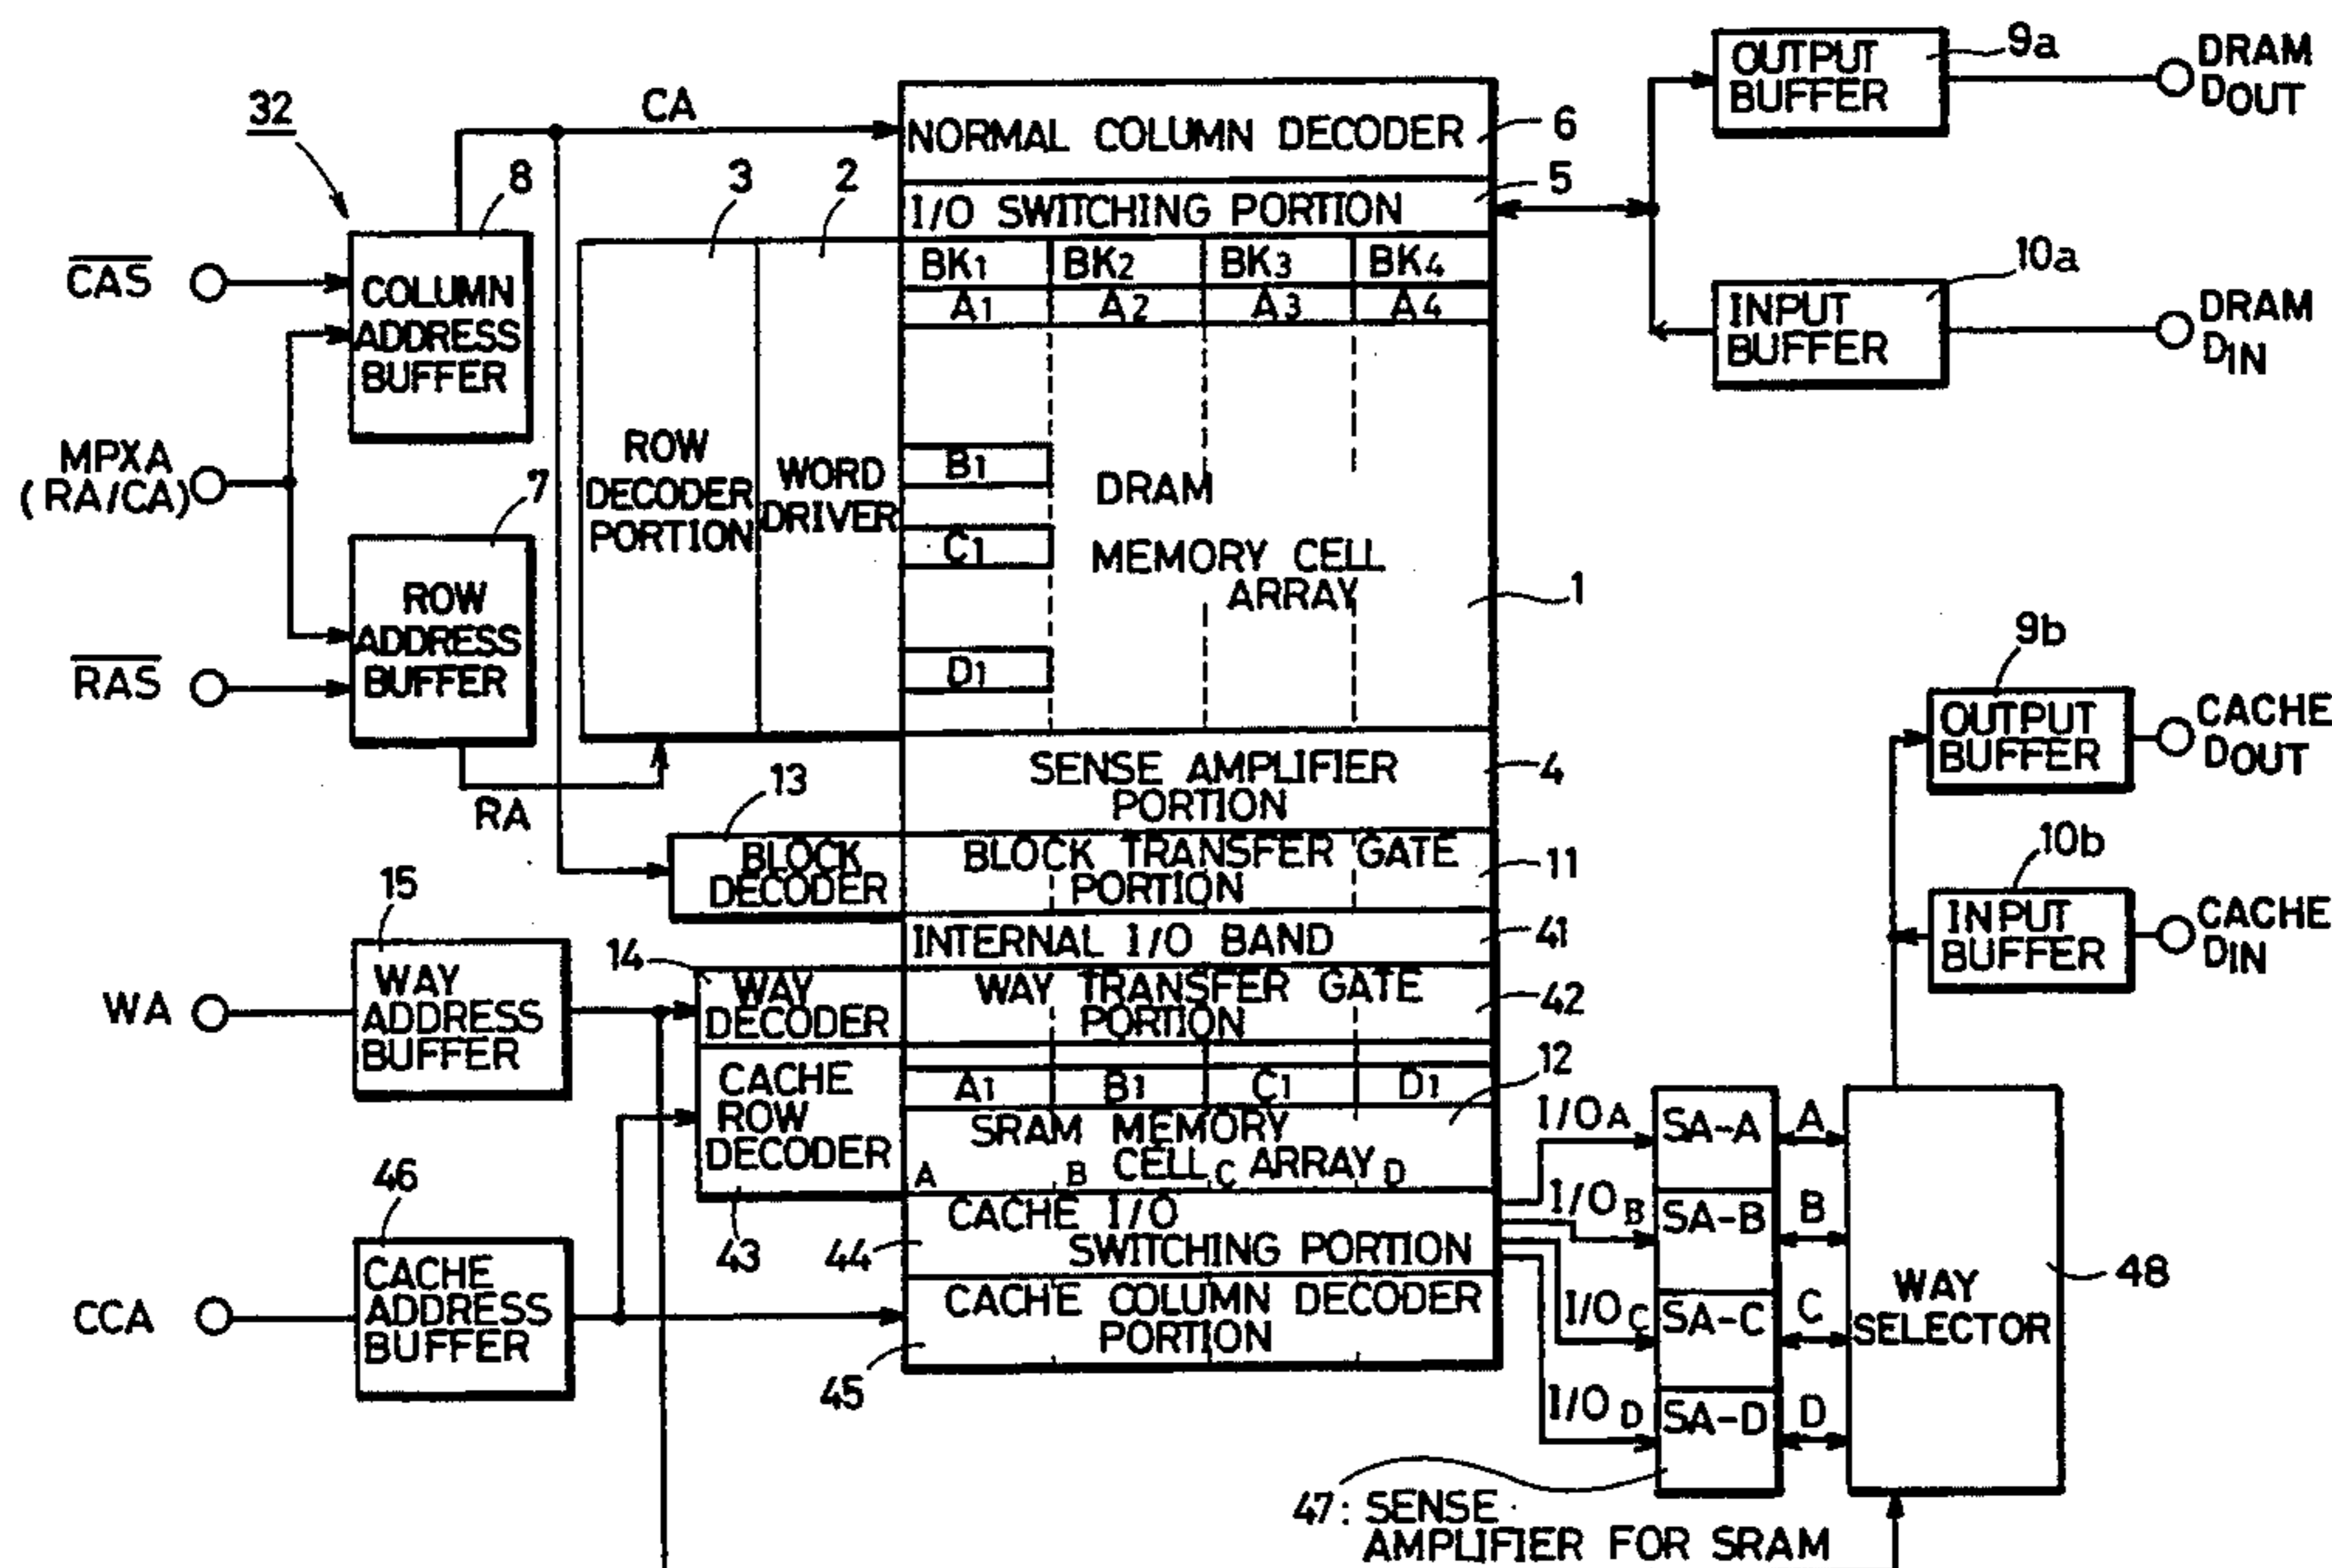 32
CAS
MPXA
(RA/CA)
RAS
WA
CCA
8
COLUMN
ADDRESS
BUFFER
7
ROW
ADDRESS
BUFFER
RA
CA
3
2
ROW
DECODER
PORTION
WORD
DRIVER
NORMAL COLUMN DECODER
6
I/O SWITCHING PORTION
5
BK1 BK2 BK3 BK4
A1 A2 A3 A4
B1
C1
D1
DRAM
MEMORY CELL
ARRAY
1
SENSE AMPLIFIER
PORTION
4
13
BLOCK
DECODER
BLOCK TRANSFER GATE
PORTION
11
INTERNAL I/O BAND
41
15
WAY
ADDRESS
BUFFER
14
WAY
DECODER
WAY TRANSFER GATE
PORTION
42
CACHE
ROW
DECODER
43
A1 B1 C1 D1
12
SRAM MEMORY
CELL ARRAY
A B C D
46
CACHE
ADDRESS
BUFFER
CACHE I/O
SWITCHING PORTION
44
CACHE COLUMN DECODER
PORTION
45
OUTPUT
BUFFER
9a
DRAM
DOUT
INPUT
BUFFER
10a
DRAM
DIN
9b
OUTPUT
BUFFER
CACHE
DOUT
10b
INPUT
BUFFER
CACHE
DIN
I/OA
I/OB
I/OC
I/OD
SA-A
SA-B
SA-C
SA-D
A
B
C
D
WAY
SELECTOR
48
47: SENSE
AMPLIFIER FOR SRAM